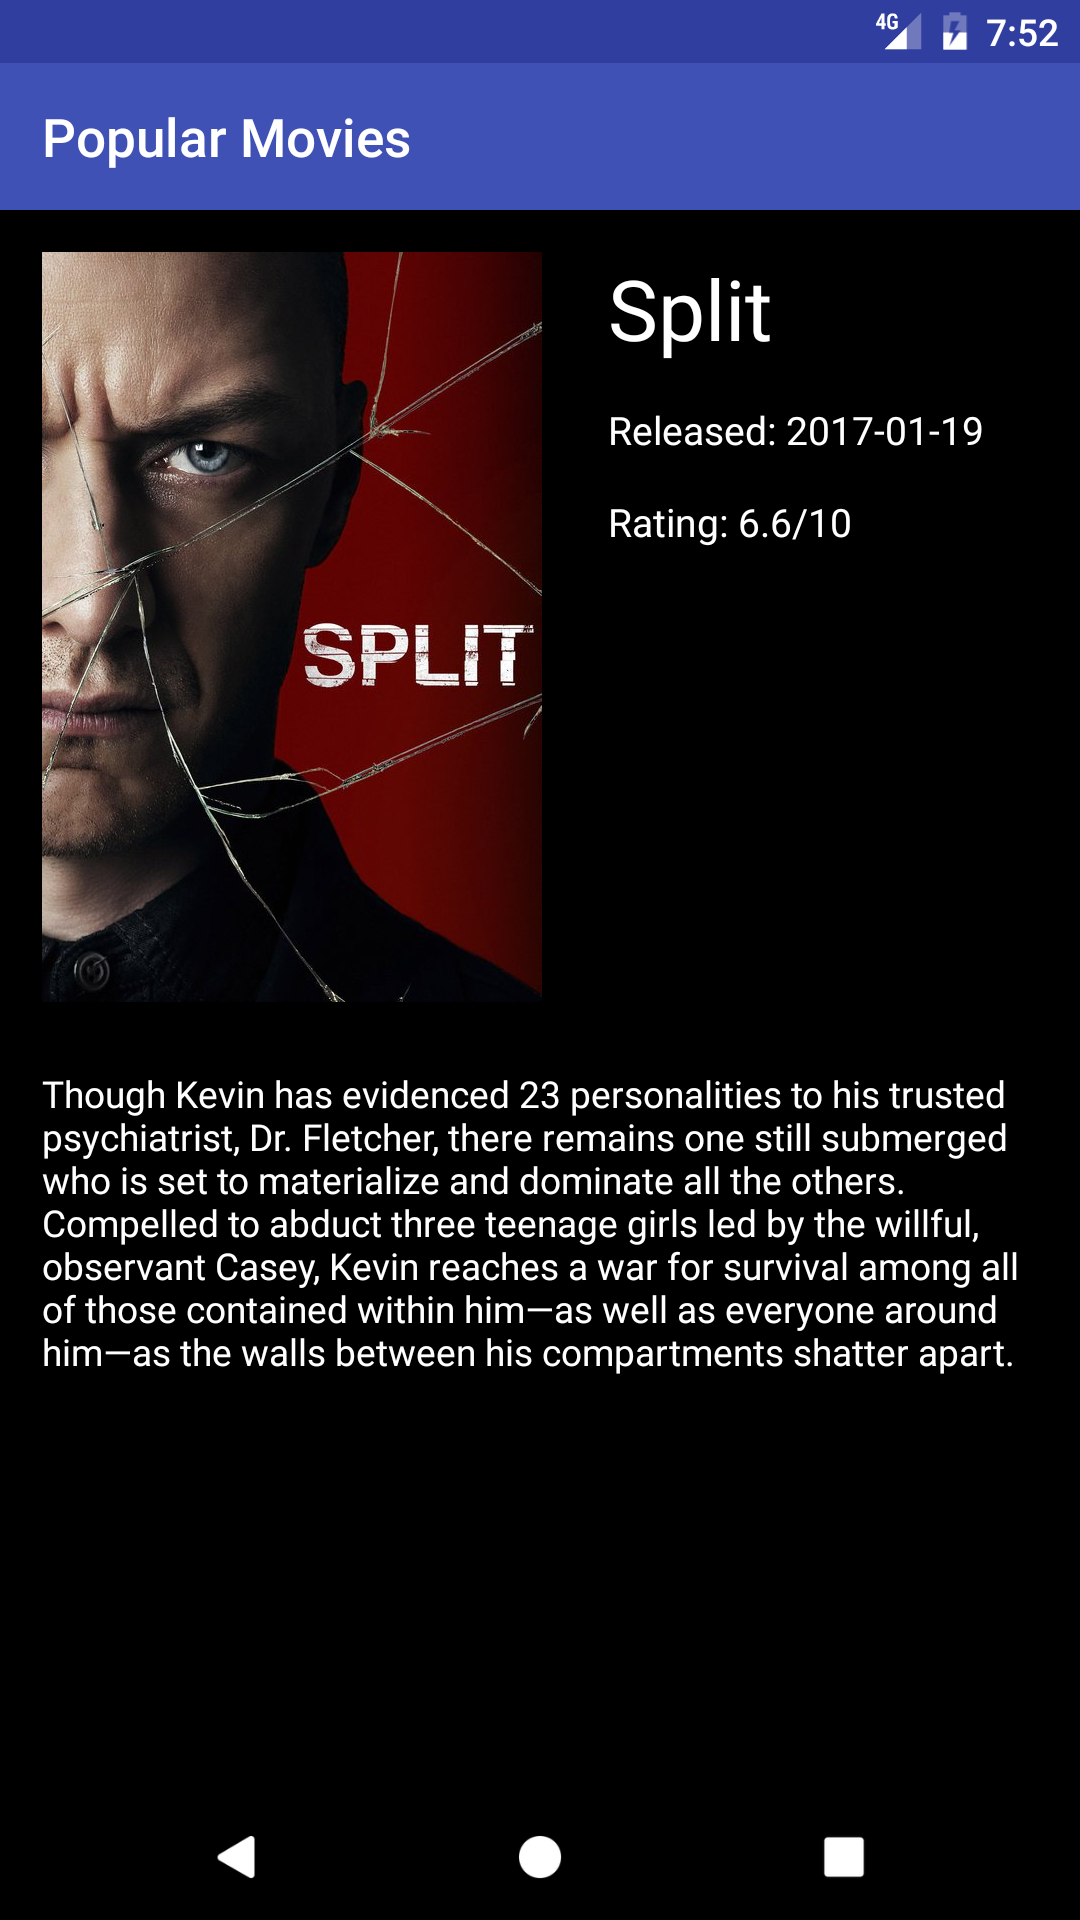 4G 7:52
Popular Movies
Split
Released: 2017-01-19
Rating: 6.6/10
SPLIT
Though Kevin has evidenced 23 personalities to his trusted
psychiatrist, Dr. Fletcher, there remains one still submerged
who is set to materialize and dominate all the others.
Compelled to abduct three teenage girls led by the willful,
observant Casey, Kevin reaches a war for survival among all
of those contained within him—as well as everyone around
him—as the walls between his compartments shatter apart.